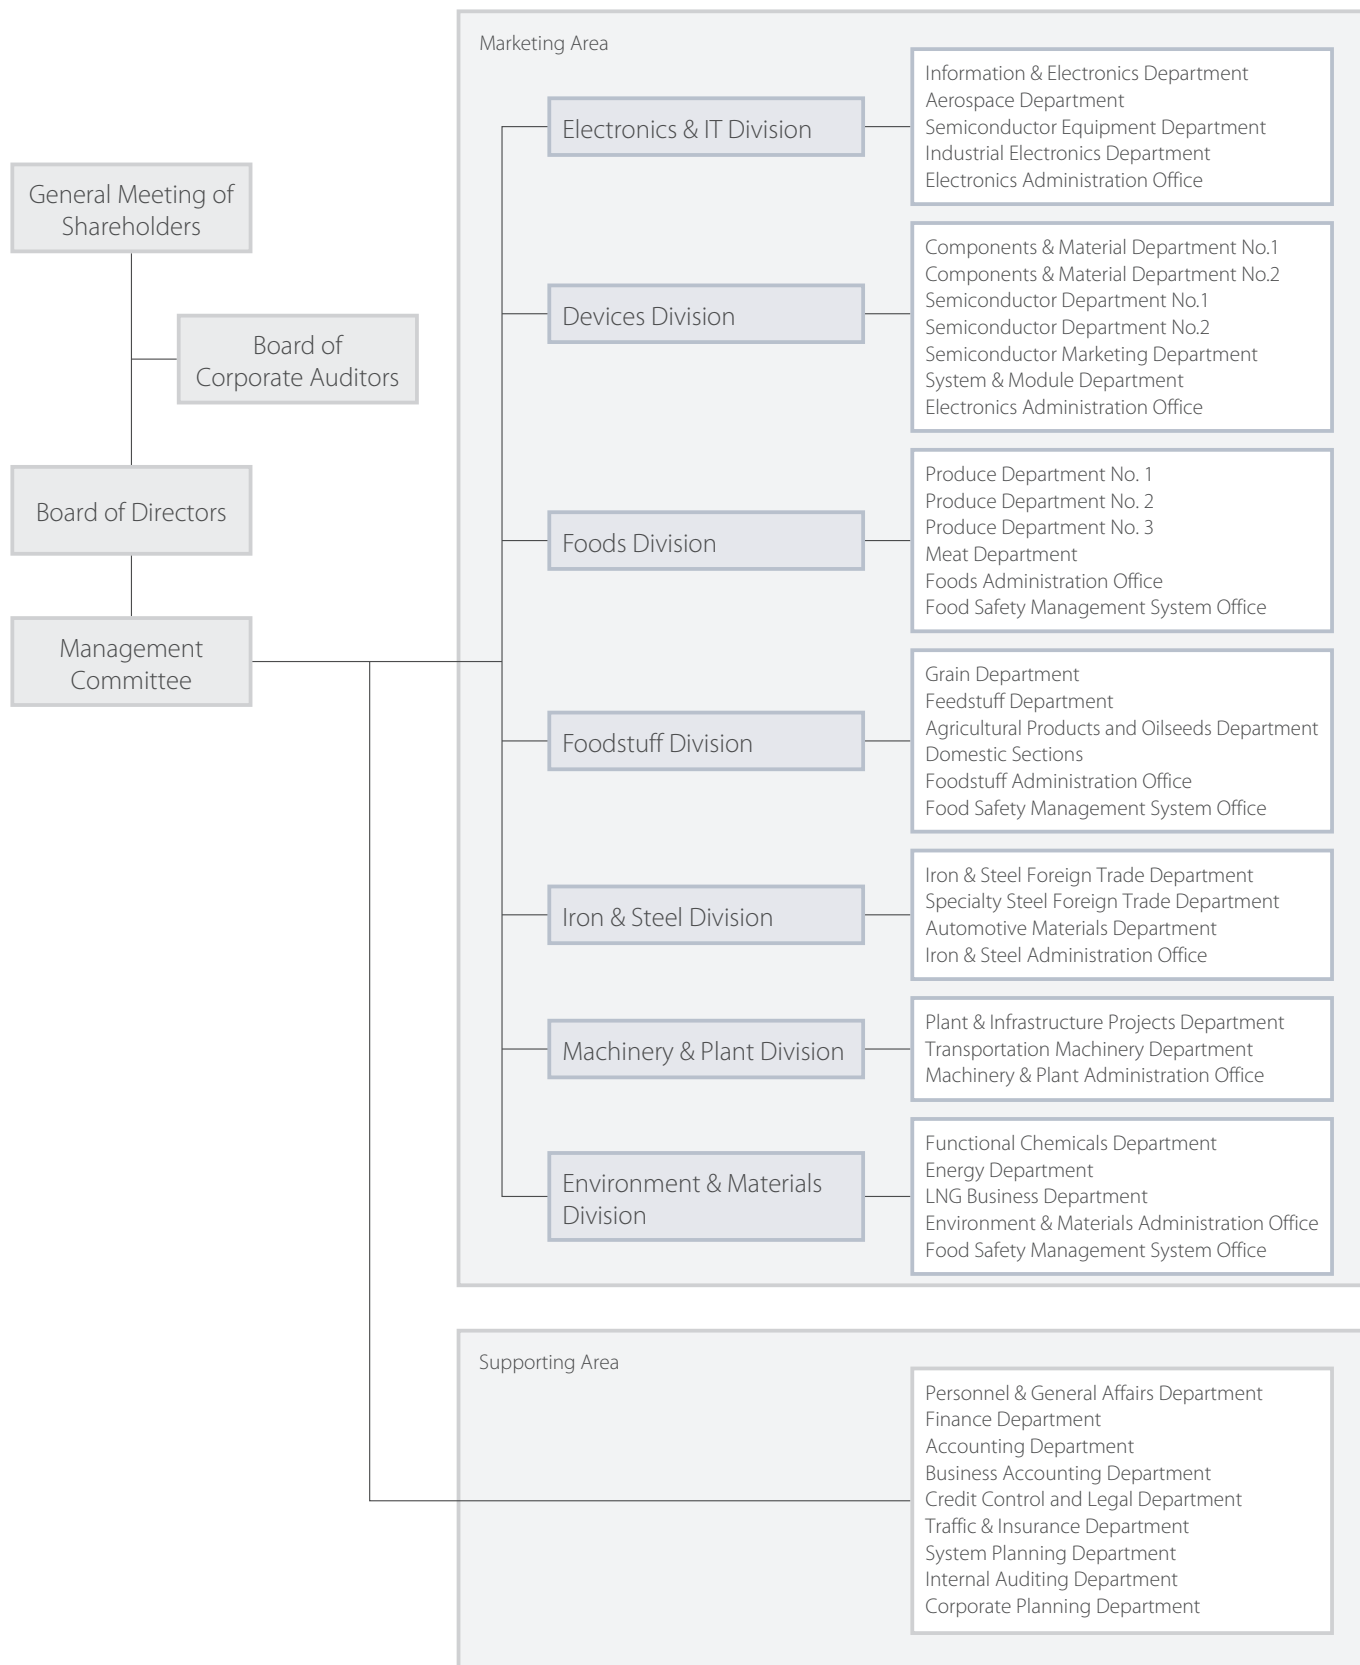 General Meeting of
Shareholders
Board of
Corporate Auditors
Board of Directors
Management
Committee
Marketing Area
Electronics & IT Division
Information & Electronics Department
Aerospace Department
Semiconductor Equipment Department
Industrial Electronics Department
Electronics Administration Office
Devices Division
Components & Material Department No.1
Components & Material Department No.2
Semiconductor Department No.1
Semiconductor Department No.2
Semiconductor Marketing Department
System & Module Department
Electronics Administration Office
Foods Division
Produce Department No. 1
Produce Department No. 2
Produce Department No. 3
Meat Department
Foods Administration Office
Food Safety Management System Office
Foodstuff Division
Grain Department
Feedstuff Department
Agricultural Products and Oilseeds Department
Domestic Sections
Foodstuff Administration Office
Food Safety Management System Office
Iron & Steel Division
Iron & Steel Foreign Trade Department
Specialty Steel Foreign Trade Department
Automotive Materials Department
Iron & Steel Administration Office
Machinery & Plant Division
Plant & Infrastructure Projects Department
Transportation Machinery Department
Machinery & Plant Administration Office
Environment & Materials
Division
Functional Chemicals Department
Energy Department
LNG Business Department
Environment & Materials Administration Office
Food Safety Management System Office
Supporting Area
Personnel & General Affairs Department
Finance Department
Accounting Department
Business Accounting Department
Credit Control and Legal Department
Traffic & Insurance Department
System Planning Department
Internal Auditing Department
Corporate Planning Department